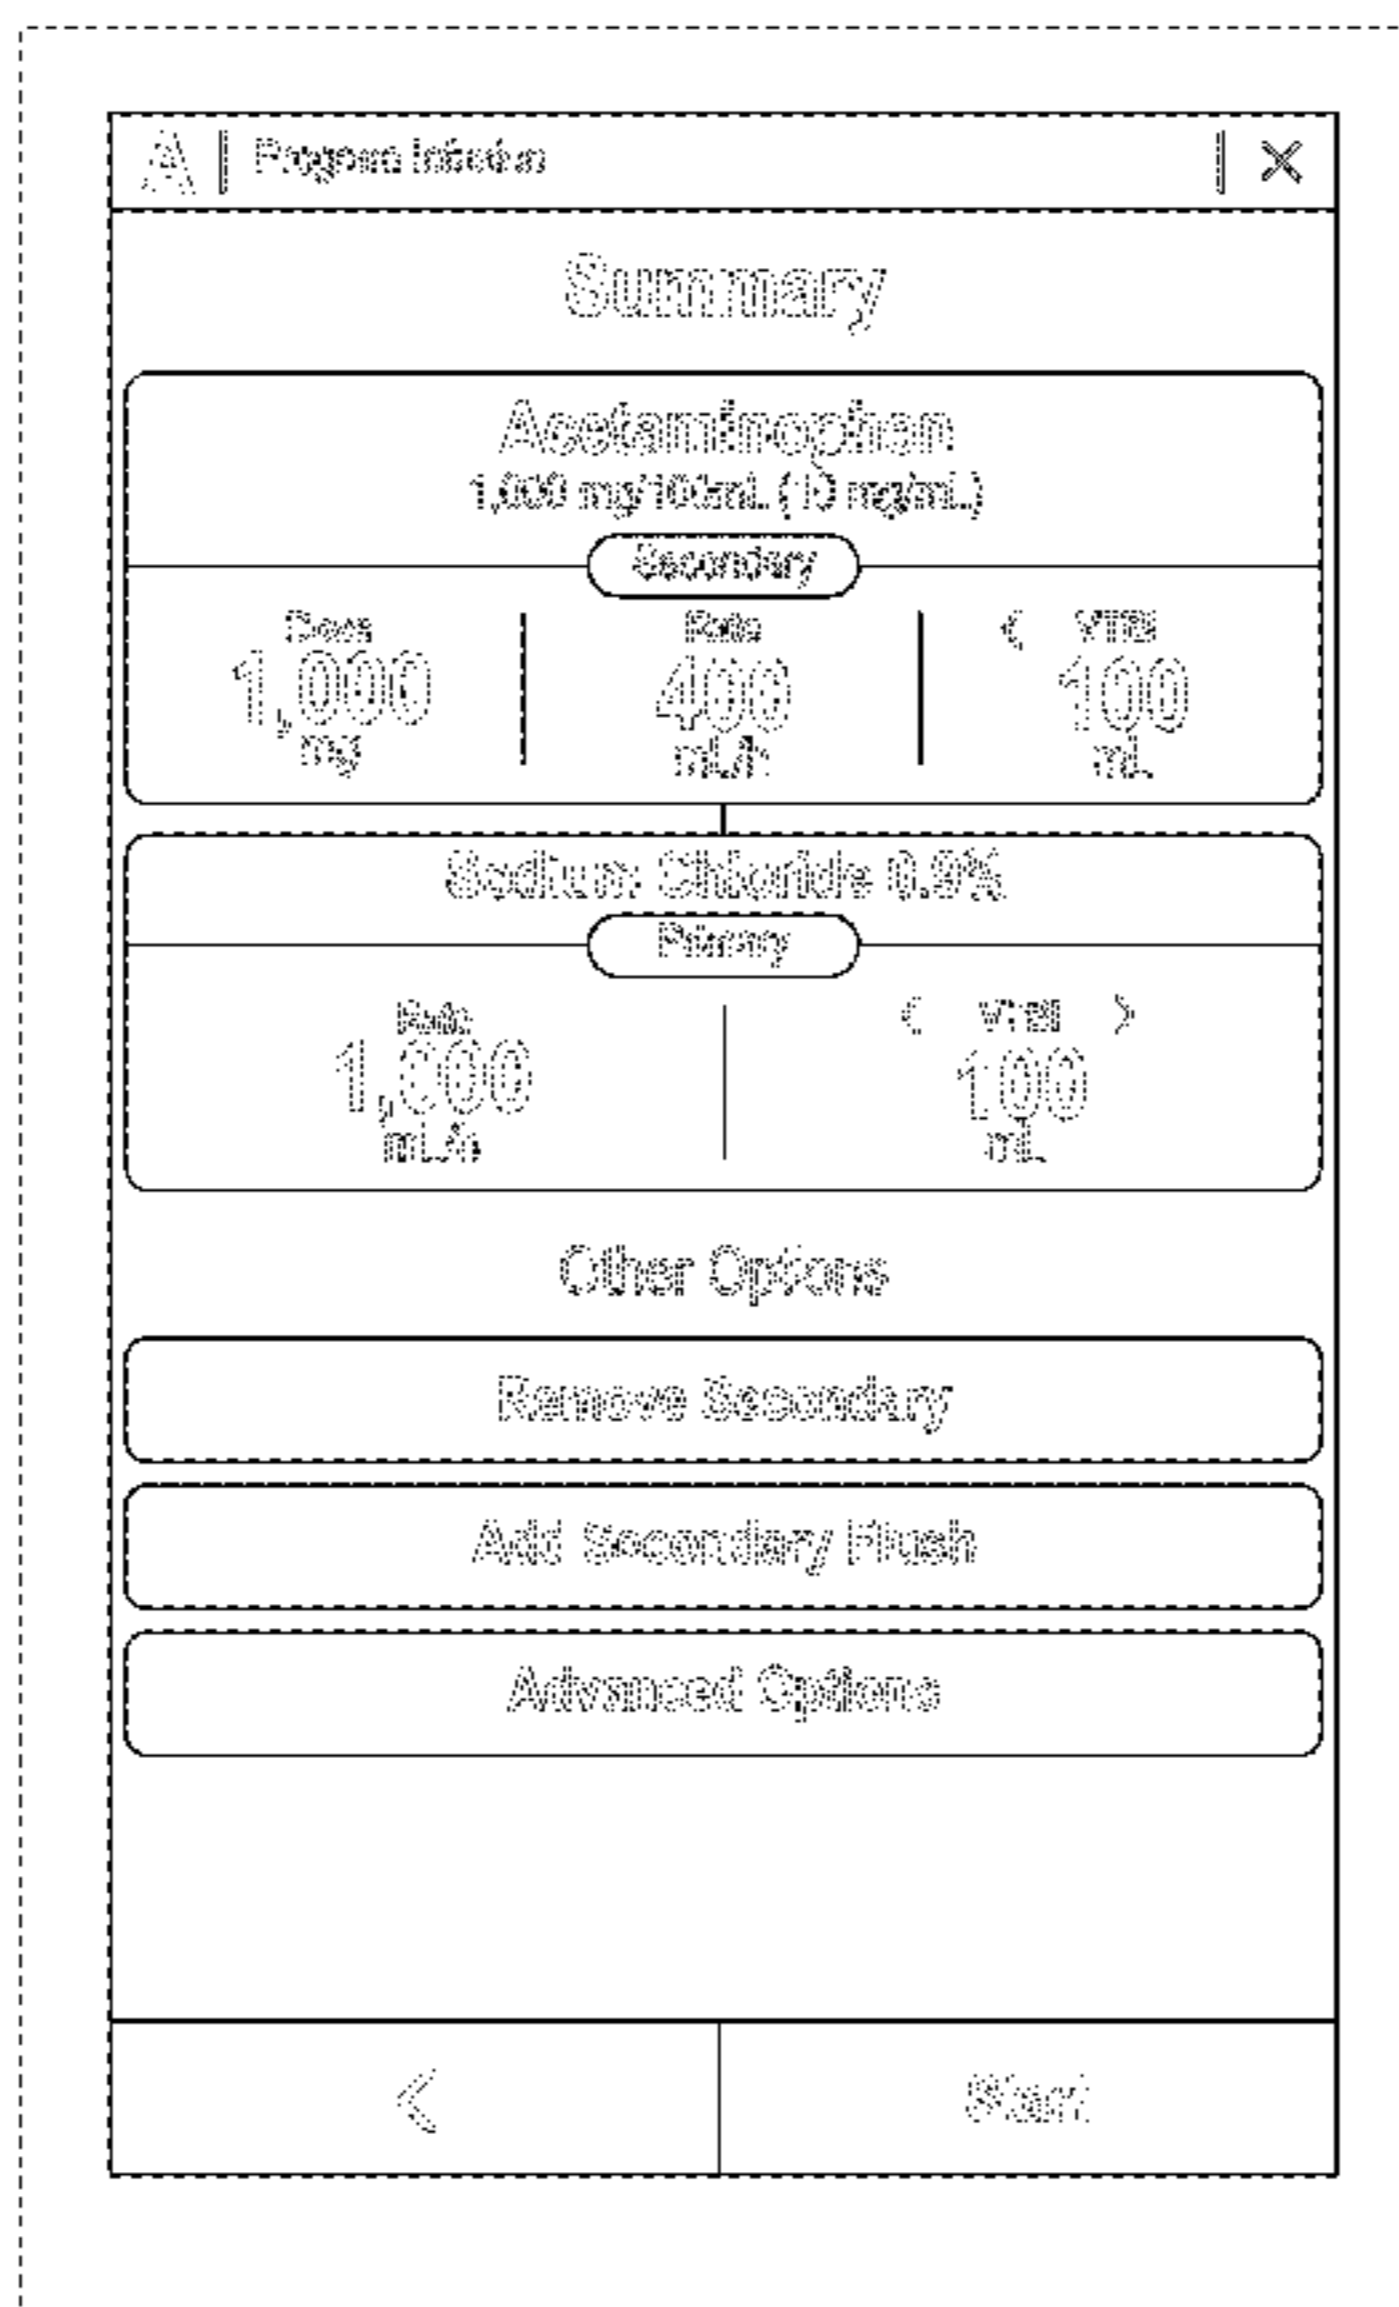 A Program Infusion
Summary
Acetaminophen
1,000 mg/100mL (10 mg/mL)
Secondary
Dose Rate VTBI
1,000 400 100
mg mL/h mL
Sodium Chloride 0.9%
Primary
Rate VTBI
1,000 100
mL/h mL
Other Options
Remove Secondary
Add Secondary Flush
Advanced Options
Start